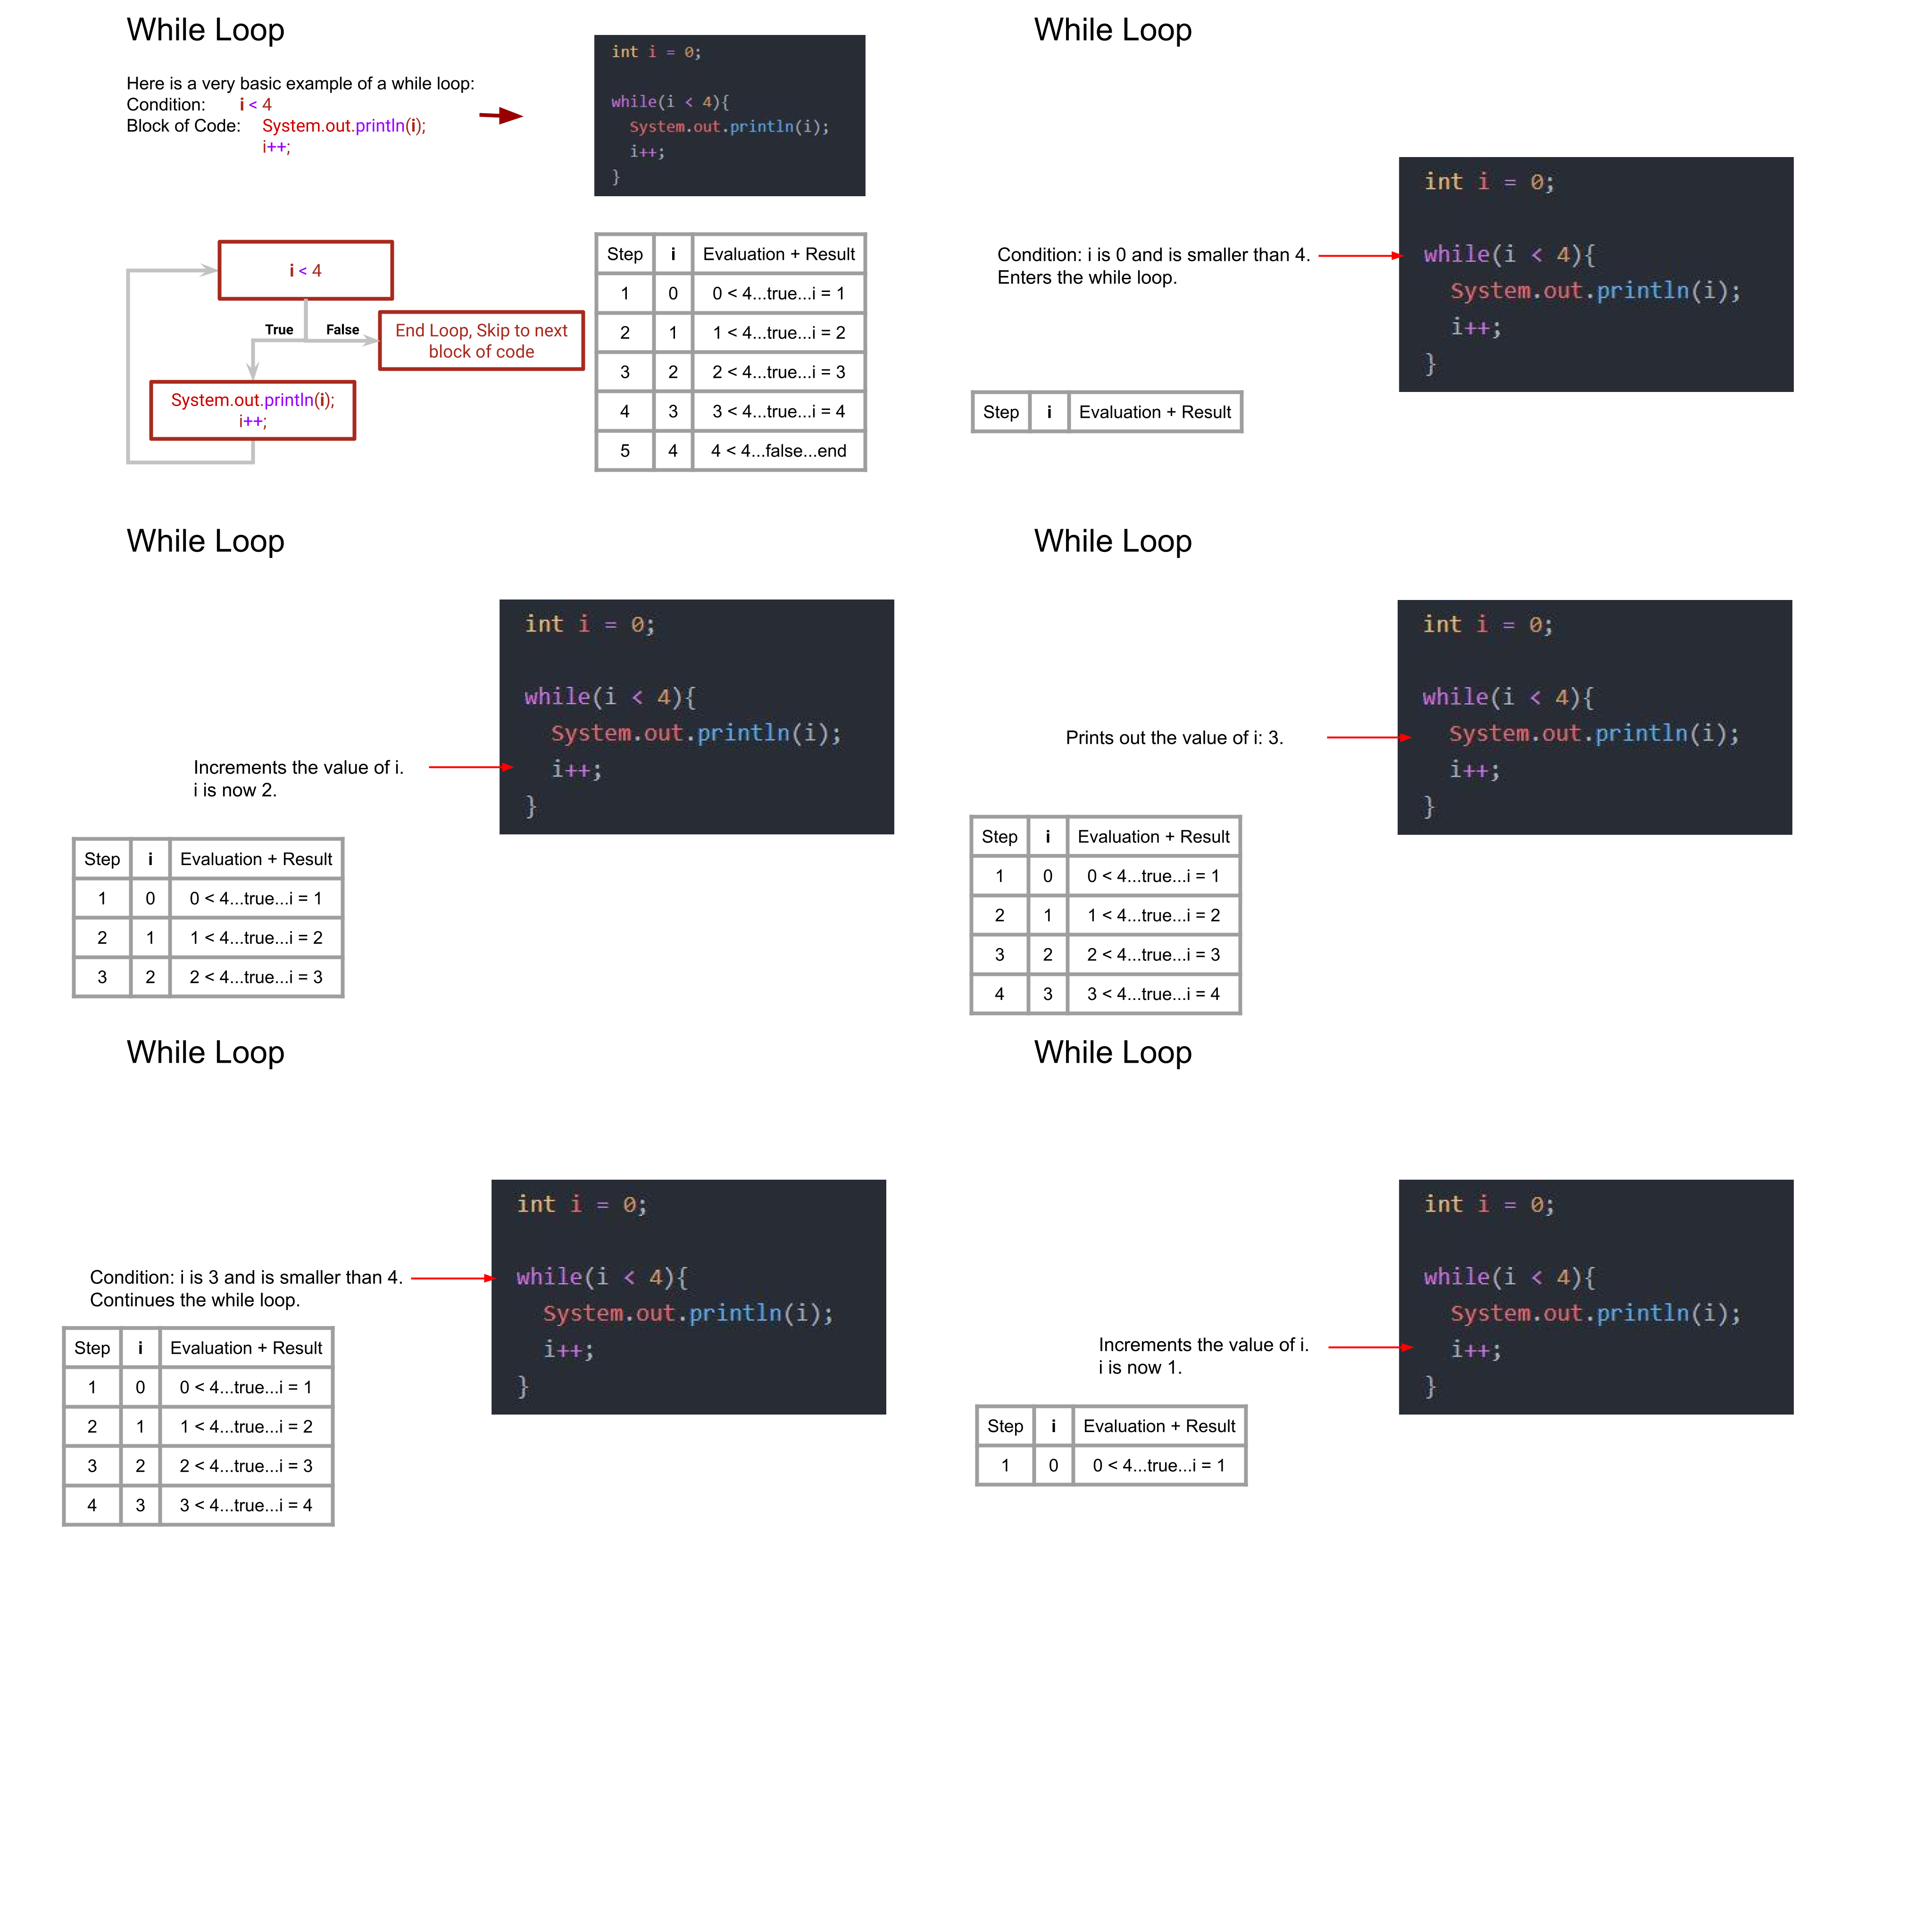 While Loop
Here is a very basic example of a while loop:
Condition: i < 4
Block of Code: System.out.println(i);
i++;
int i = 0;
while(i < 4){
System.out.println(i);
i++;
}
i < 4
True False
End Loop, Skip to next
block of code
System.out.println(i);
i++;
Step i Evaluation + Result
1 0 0 < 4...true...i = 1
2 1 1 < 4...true...i = 2
3 2 2 < 4...true...i = 3
4 3 3 < 4...true...i = 4
5 4 4 < 4...false...end
While Loop
Condition: i is 0 and is smaller than 4.
Enters the while loop.
int i = 0;
while(i < 4){
System.out.println(i);
i++;
}
Step i Evaluation + Result
While Loop
int i = 0;
while(i < 4){
System.out.println(i);
i++;
}
Increments the value of i.
i is now 2.
Step i Evaluation + Result
1 0 0 < 4...true...i = 1
2 1 1 < 4...true...i = 2
3 2 2 < 4...true...i = 3
While Loop
int i = 0;
while(i < 4){
System.out.println(i);
i++;
}
Prints out the value of i: 3.
Step i Evaluation + Result
1 0 0 < 4...true...i = 1
2 1 1 < 4...true...i = 2
3 2 2 < 4...true...i = 3
4 3 3 < 4...true...i = 4
While Loop
int i = 0;
while(i < 4){
System.out.println(i);
i++;
}
Condition: i is 3 and is smaller than 4.
Continues the while loop.
Step i Evaluation + Result
1 0 0 < 4...true...i = 1
2 1 1 < 4...true...i = 2
3 2 2 < 4...true...i = 3
4 3 3 < 4...true...i = 4
While Loop
int i = 0;
while(i < 4){
System.out.println(i);
i++;
}
Increments the value of i.
i is now 1.
Step i Evaluation + Result
1 0 0 < 4...true...i = 1